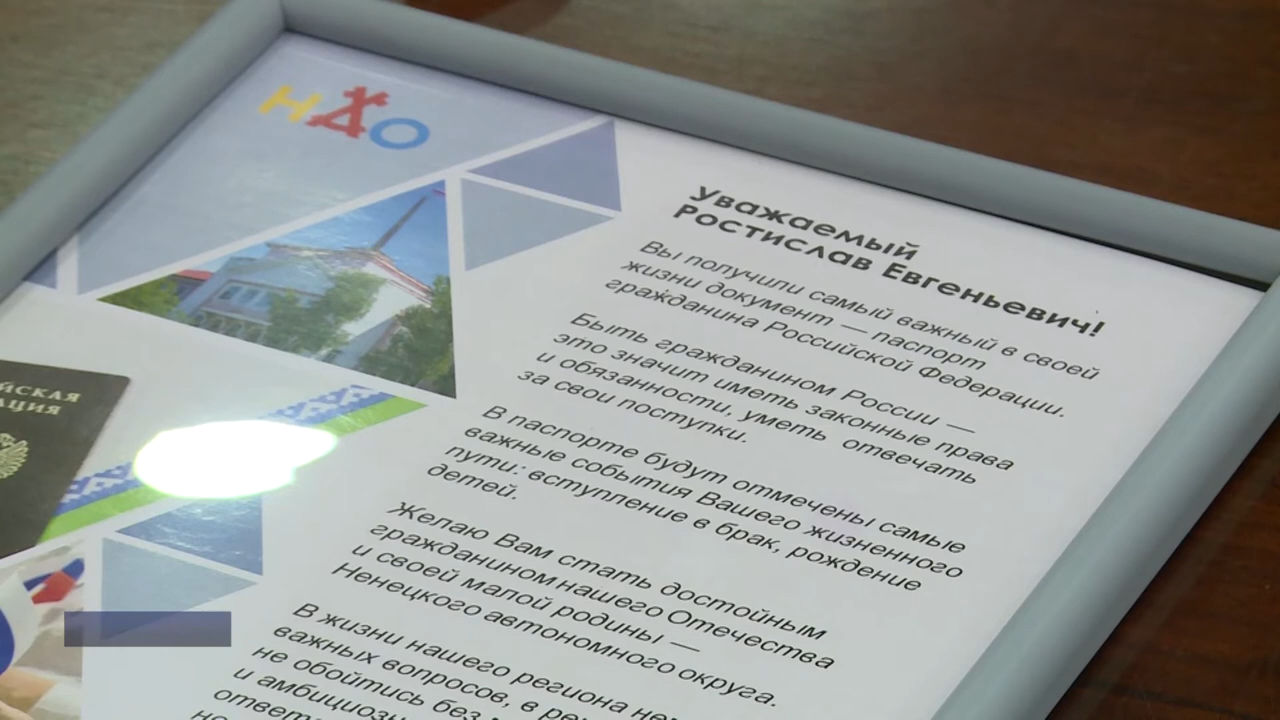 НАО
Уважаемый
Ростислав Евгеньевич!
Вы получили самый важный в своей
жизни документ — паспорт
гражданина Российской Федерации.
Быть гражданином России —
это значит иметь законные права
и обязанности, уметь отвечать
за свои поступки.
В паспорте будут отмечены самые
важные события Вашего жизненного
пути: вступление в брак, рождение
детей.
Желаю Вам стать достойным
гражданином нашего Отечества
и своей малой родины —
Ненецкого автономного округа.
В жизни нашего региона
важных вопросов, в
не обойтись без